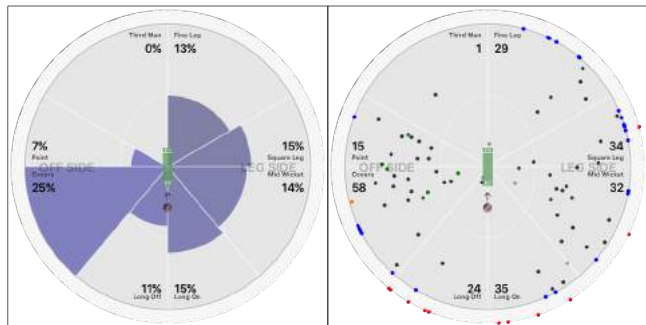 Third Man Fine Leg
0% 13%
7%
Point
OFF SIDE
Covers
25%
15%
Square Leg
LEG SIDE
Mid Wicket
14%
11% 15%
Long Off Long On
Third Man Fine Leg
1 29
15
Point
OFF SIDE
Covers
58
34
Square Leg
LEG SIDE
Mid Wicket
32
24 35
Long Off Long On